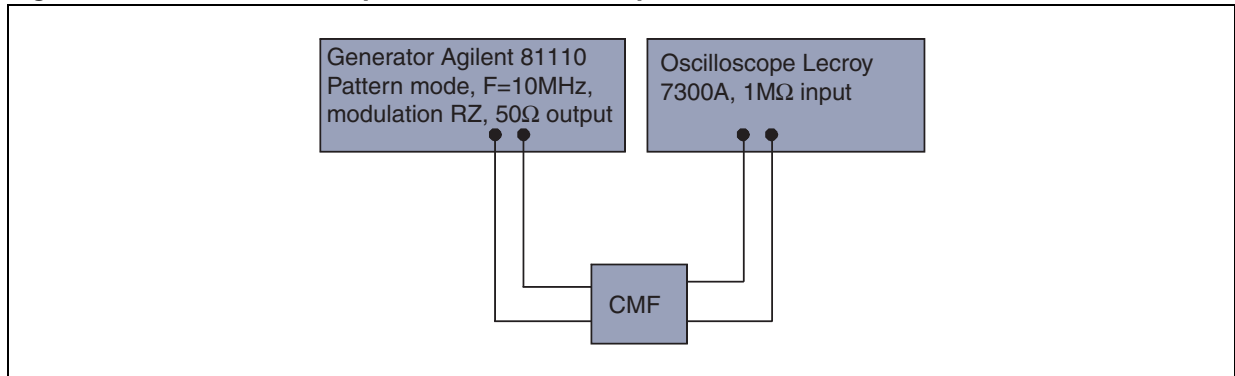 Generator Agilent 81110
Pattern mode, F=10MHz,
modulation RZ, 50Ω output
Oscilloscope Lecroy
7300A, 1MΩ input
CMF